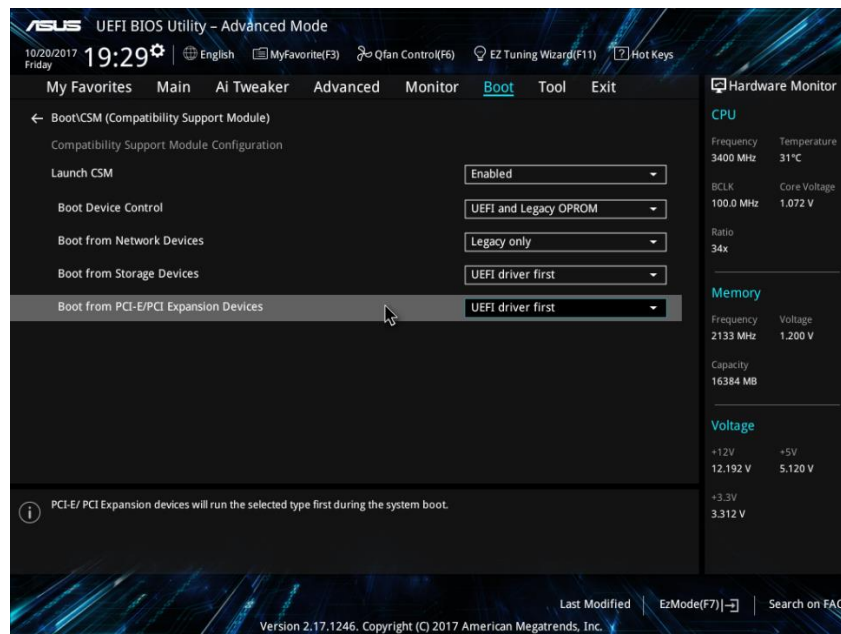 ASUS UEFI BIOS Utility – Advanced Mode
10/20/2017 Friday 19:29 English MyFavorite(F3) Qfan Control(F6) EZ Tuning Wizard(F11) ? Hot Keys
My Favorites Main Ai Tweaker Advanced Monitor Boot Tool Exit
Boot\CSM (Compatibility Support Module)
Compatibility Support Module Configuration
Launch CSM Enabled
Boot Device Control UEFI and Legacy OPROM
Boot from Network Devices Legacy only
Boot from Storage Devices UEFI driver first
Boot from PCI-E/PCI Expansion Devices UEFI driver first
PCI-E/ PCI Expansion devices will run the selected type first during the system boot.
Hardware Monitor
CPU
Frequency Temperature
3400 MHz 31°C
BCLK Core Voltage
100.0 MHz 1.072 V
Ratio
34x
Memory
Frequency Voltage
2133 MHz 1.200 V
Capacity
16384 MB
Voltage
+12V +5V
12.192 V 5.120 V
+3.3V
3.312 V
Last Modified EzMode(F7) Search on FAQ
Version 2.17.1246. Copyright (C) 2017 American Megatrends, Inc.